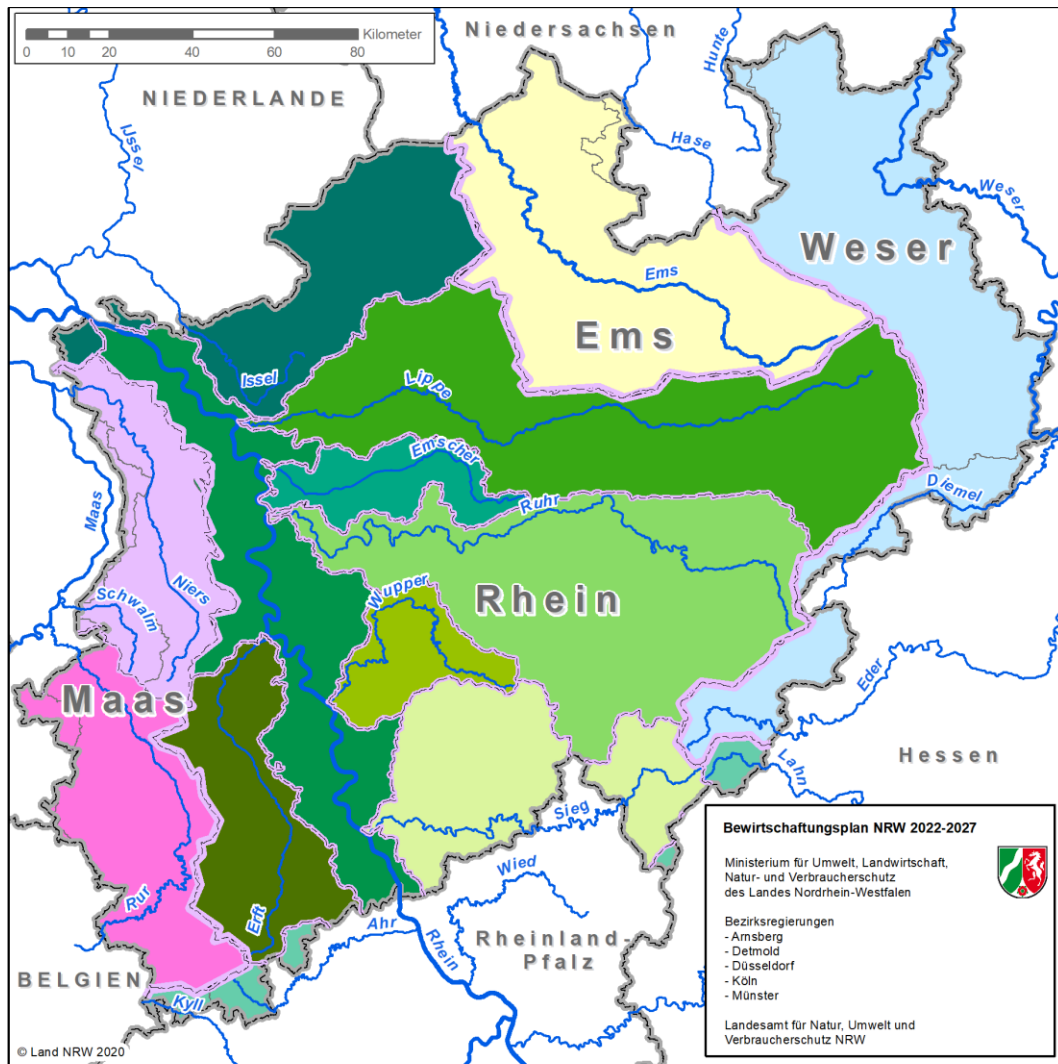 Kilometer
0 10 20 40 60 80
Niedersachsen
Hunte
NIEDERLANDE
IJssel
Hase
Weser
Weser
Ems
Ems
Issel
Lippe
Emscher
Ruhr
Diemel
Maas
Niers
Schwalm
Wupper
Rhein
Maas
Eder
Hessen
Lahn
Sieg
Wied
Rur
Erft
Ahr
Rhein
Rheinland-
Pfalz
BELGIEN
Kyll
© Land NRW 2020
Bewirtschaftungsplan NRW 2022-2027
Ministerium für Umwelt, Landwirtschaft,
Natur- und Verbraucherschutz
des Landes Nordrhein-Westfalen
Bezirksregierungen
- Arnsberg
- Detmold
- Düsseldorf
- Köln
- Münster
Landesamt für Natur, Umwelt und
Verbraucherschutz NRW